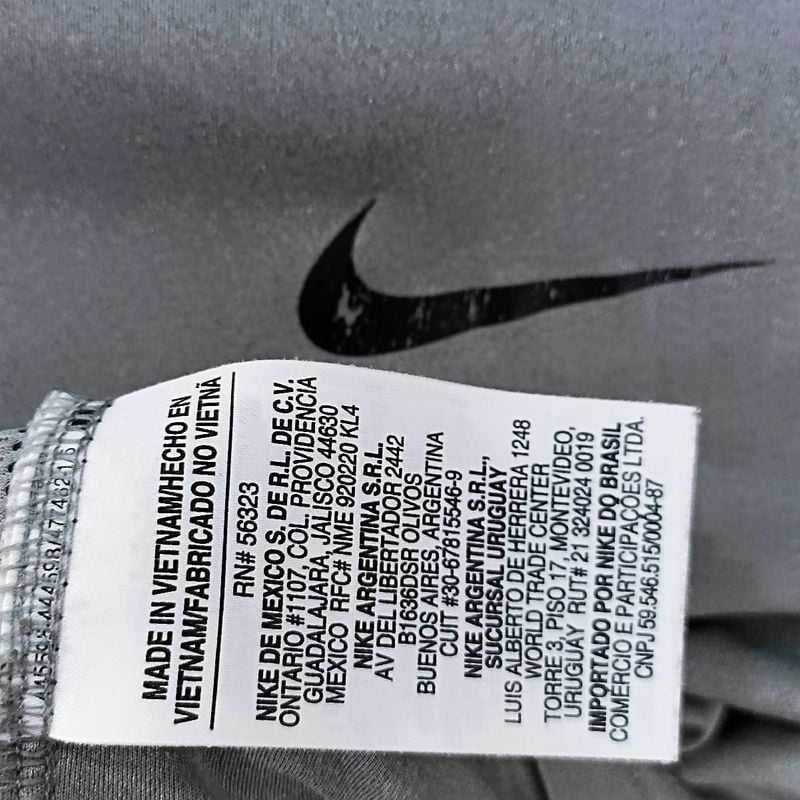 MADE IN VIETNAM/HECHO EN
VIETNAM/FABRICADO NO VIETNÃ
RN# 56323
NIKE DE MEXICO S. DE R.L. DE C.V.
ONTARIO #1107, COL. PROVIDENCIA
GUADALAJARA, JALISCO 44630
MEXICO RFC# NME 920220 KL4
NIKE ARGENTINA S.R.L.
AV DEL LIBERTADOR 2442
B1636DSR OLIVOS
BUENOS AIRES, ARGENTINA
CUIT #30-67815546-9
NIKE ARGENTINA S.R.L.,
SUCURSAL URUGUAY
LUIS ALBERTO DE HERRERA 1248
WORLD TRADE CENTER
TORRE 3, PISO 17, MONTEVIDEO,
URUGUAY RUT# 21 324024 0019
IMPORTADO POR NIKE DO BRASIL
COMÉRCIO E PARTICIPAÇÕES LTDA.
CNPJ 59.546.515/0004-87